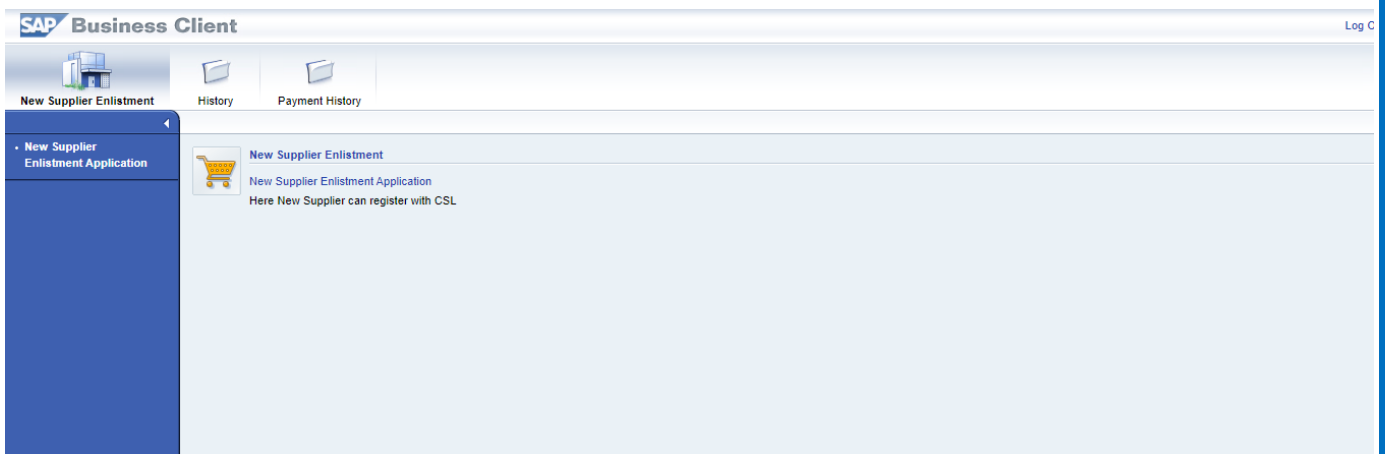 SAP Business Client
Log
New Supplier Enlistment
History
Payment History
• New Supplier
Enlistment Application
New Supplier Enlistment
New Supplier Enlistment Application
Here New Supplier can register with CSL